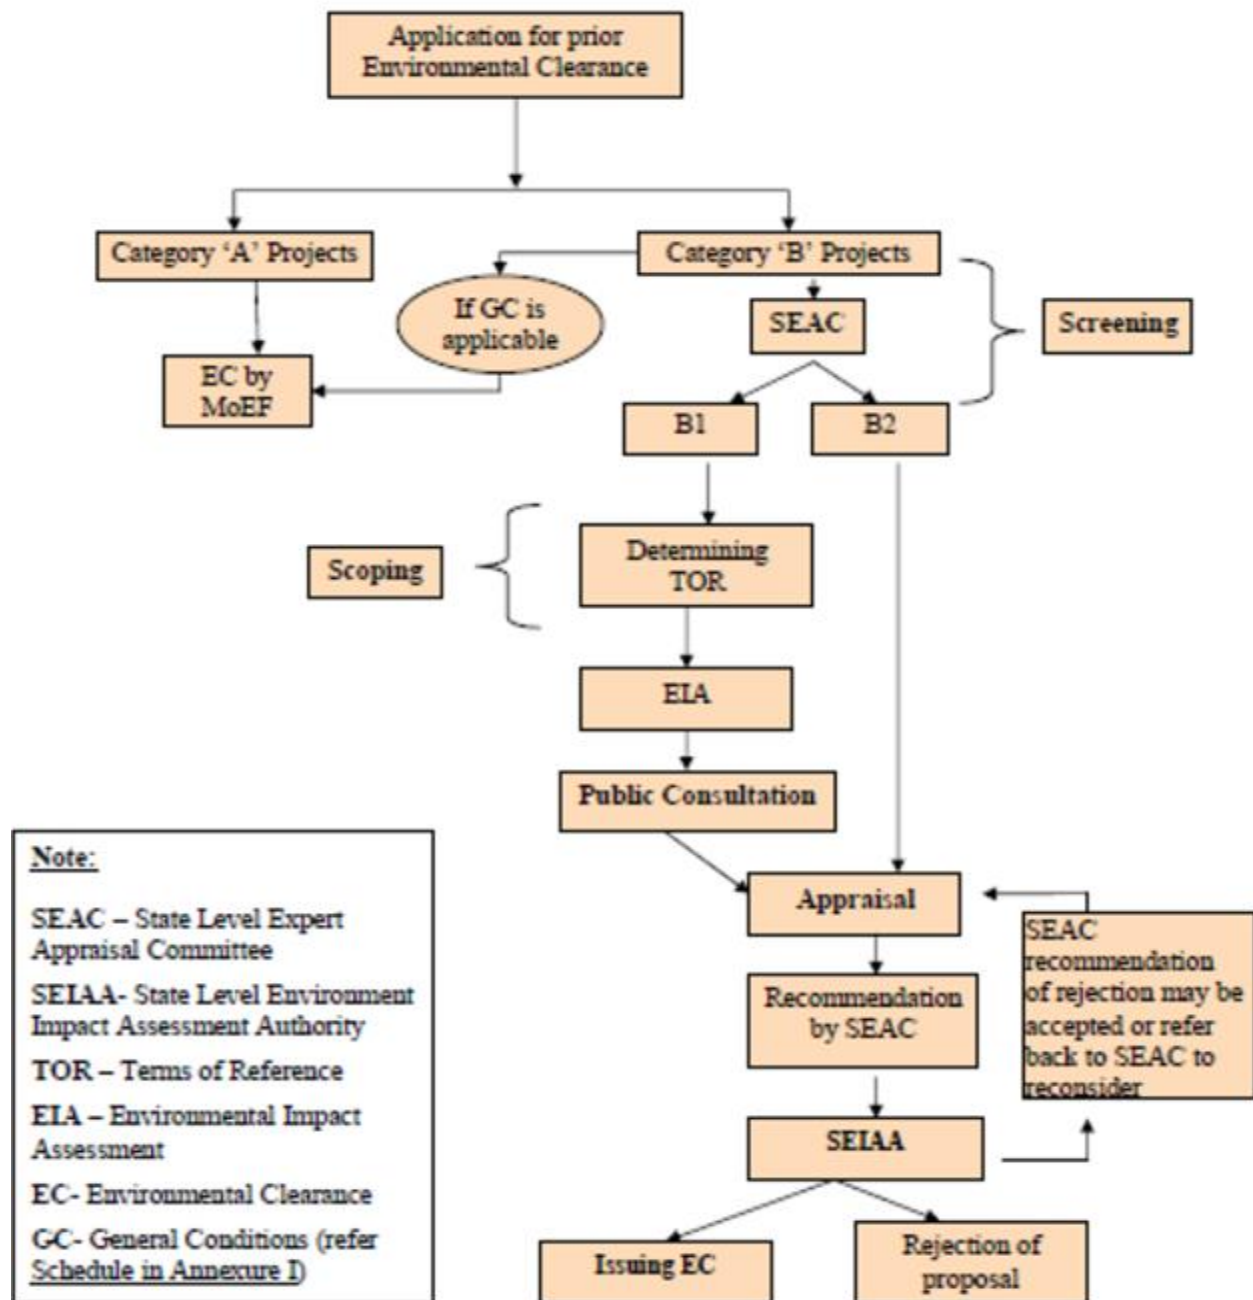 Application for prior
Environmental Clearance
Category ‘A’ Projects
Category ‘B’ Projects
If GC is
applicable
SEAC
Screening
EC by
MoEF
B1
B2
Scoping
Determining
TOR
EIA
Public Consultation
Note:
SEAC – State Level Expert
Appraisal Committee
SEIAA- State Level Environment
Impact Assessment Authority
TOR – Terms of Reference
EIA – Environmental Impact
Assessment
EC- Environmental Clearance
GC- General Conditions (refer
Schedule in Annexure I)
Appraisal
SEAC
recommendation
of rejection may be
accepted or refer
back to SEAC to
reconsider
Recommendation
by SEAC
SEIAA
Issuing EC
Rejection of
proposal